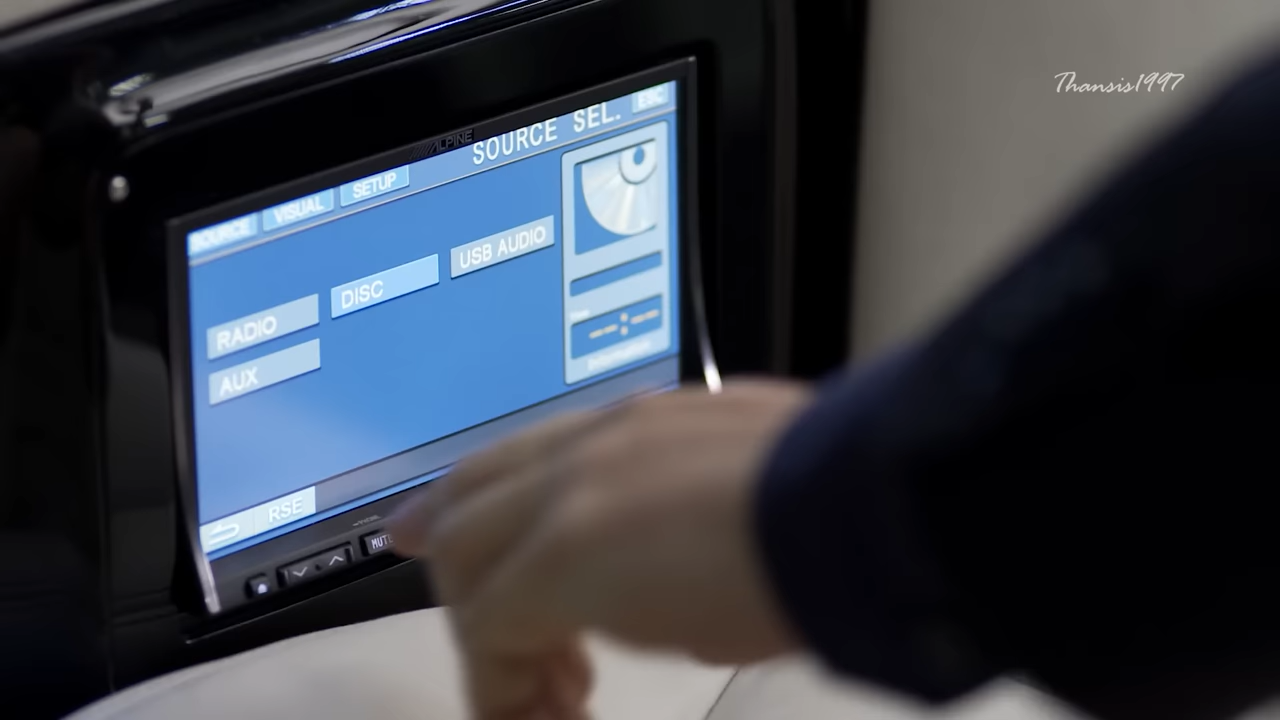 Thansis1997
ALPINE
SOURCE SEL.
ESC
SOURCE
VISUAL
SETUP
RADIO
DISC
USB AUDIO
AUX
RSE
MUTE